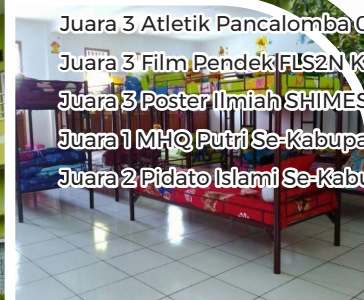 Juara 3 Atletik Pancalomba
Juara 3 Film Pendek FLS2N
Juara 3 Poster Ilmiah SHIMES
Juara 1 MHQ Putri Se-Kabupa
Juara 2 Pidato Islami Se-Kabu